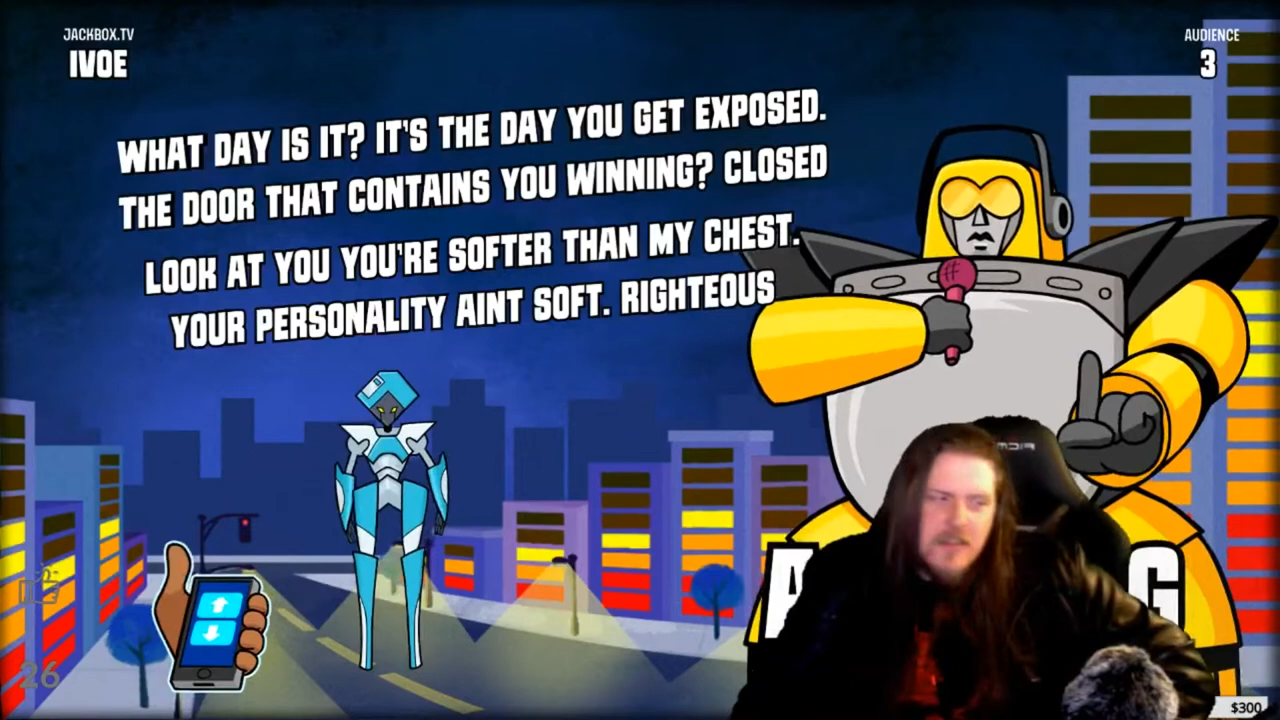 JACKBOX.TV
IVOE
AUDIENCE
3
WHAT DAY IS IT? IT'S THE DAY YOU GET EXPOSED.
THE DOOR THAT CONTAINS YOU WINNING? CLOSED
LOOK AT YOU YOU'RE SOFTER THAN MY CHEST.
YOUR PERSONALITY AINT SOFT. RIGHTEOUS
26
$300